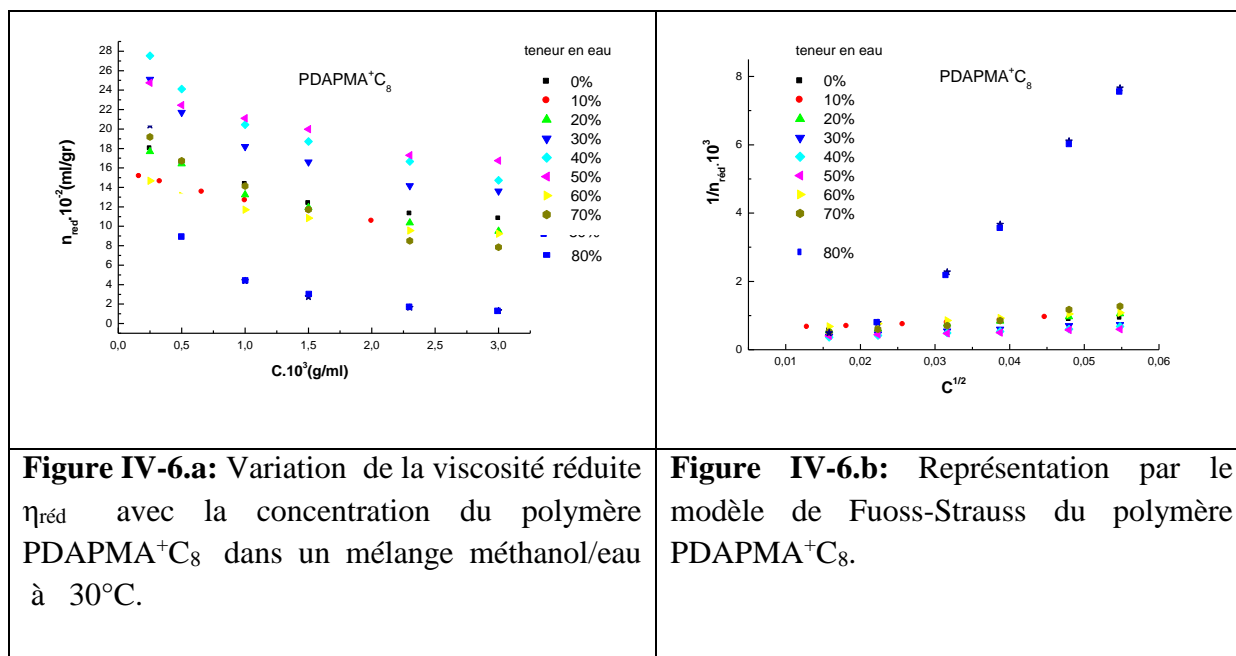 teneur en eau
PDAPMA⁺C₈
0%
10%
20%
30%
40%
50%
60%
70%
80%
28
26
24
22
20
18
16
14
12
10
8
6
4
2
0
n_red.10⁻²(ml/gr)
0,0 0,5 1,0 1,5 2,0 2,5 3,0
C.10³(g/ml)
teneur en eau
PDAPMA⁺C₈
0%
10%
20%
30%
40%
50%
60%
70%
80%
8
6
4
2
0
1/n_réd.10³
0,01 0,02 0,03 0,04 0,05 0,06
C^1/2
Figure IV-6.a: Variation de la viscosité réduite
η_réd avec la concentration du polymère
PDAPMA⁺C₈ dans un mélange méthanol/eau
à 30°C.
Figure IV-6.b: Représentation par le
modèle de Fuoss-Strauss du polymère
PDAPMA⁺C₈.